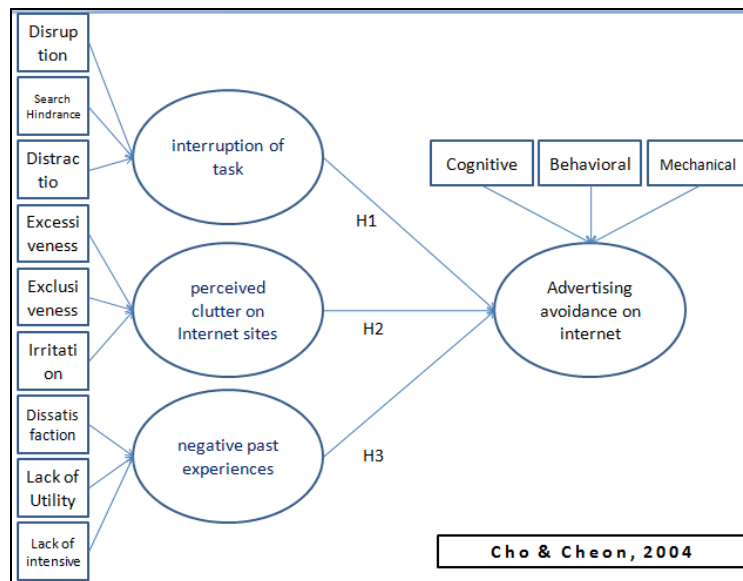 Disrup
tion
Search
Hindrance
Distrac
tio
Excessi
veness
Exclusi
veness
Irritati
on
Dissatis
faction
Lack of
Utility
Lack of
intensive
interruption of
task
perceived
clutter on
Internet sites
negative past
experiences
H1
H2
H3
Cognitive
Behavioral
Mechanical
Advertising
avoidance on
internet
Cho & Cheon, 2004